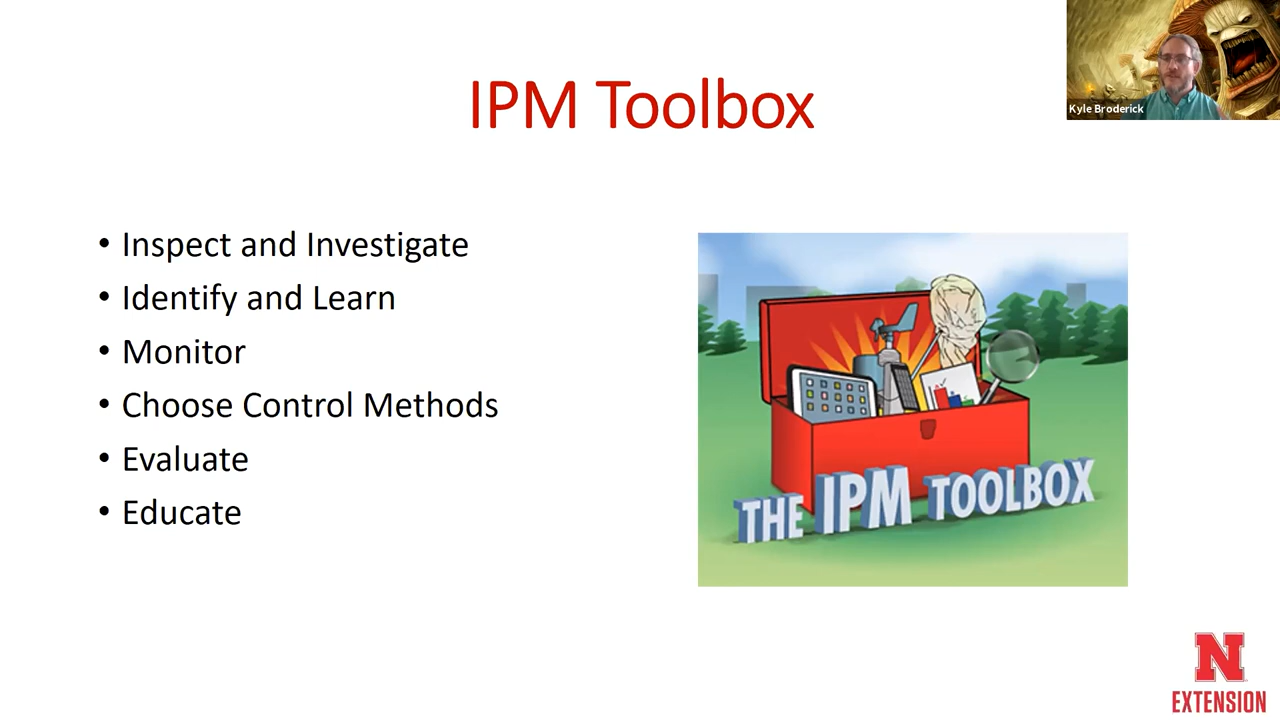 IPM Toolbox
Kyle Broderick
• Inspect and Investigate
• Identify and Learn
• Monitor
• Choose Control Methods
• Evaluate
• Educate
THE IPM TOOLBOX
N
EXTENSION